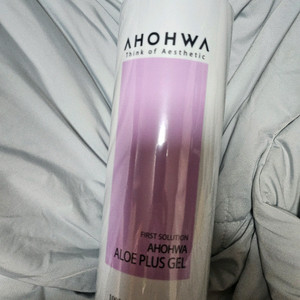 AHOHWA
Think of Aesthetic
FIRST SOLUTION
AHOHWA
ALOE PLUS GEL